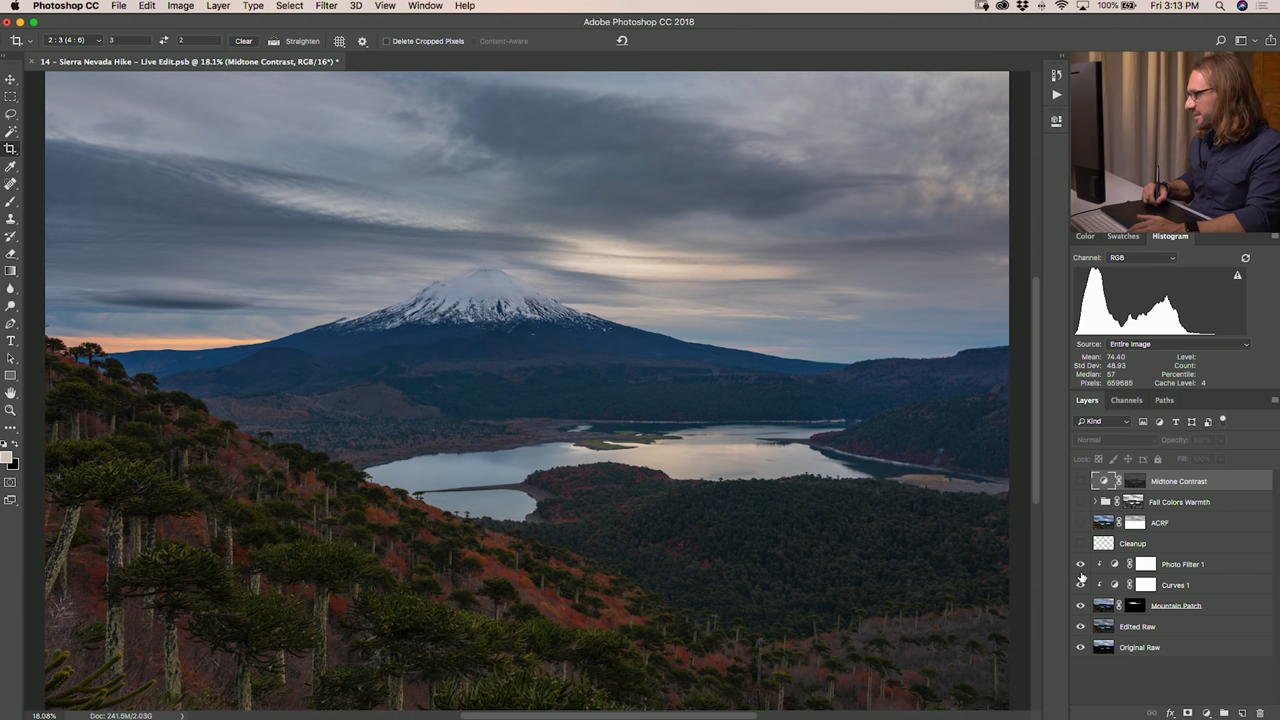 Photoshop CC File Edit Image Layer Type Select Filter 3D View Window Help 100% Fri 3:13 PM
Adobe Photoshop CC 2018
2 : 3 (4 : 6) 3 2 Clear Straighten Delete Cropped Pixels Content-Aware
14 - Sierra Nevada Hike - Live Edit.psb @ 18.1% (Midtone Contrast, RGB/16*) *
Color Swatches Histogram
Channel: RGB
Source: Entire Image
Mean: 74.40 Level:
Std Dev: 48.93 Count:
Median: 57 Percentile:
Pixels: 659685 Cache Level: 4
Layers Channels Paths
Kind
Normal Opacity: 100%
Lock: Fill: 100%
Midtone Contrast
Fall Colors Warmth
ACRF
Cleanup
Photo Filter 1
Curves 1
Mountain Patch
Edited Raw
Original Raw
18.08% Doc: 241.5M/2.03G